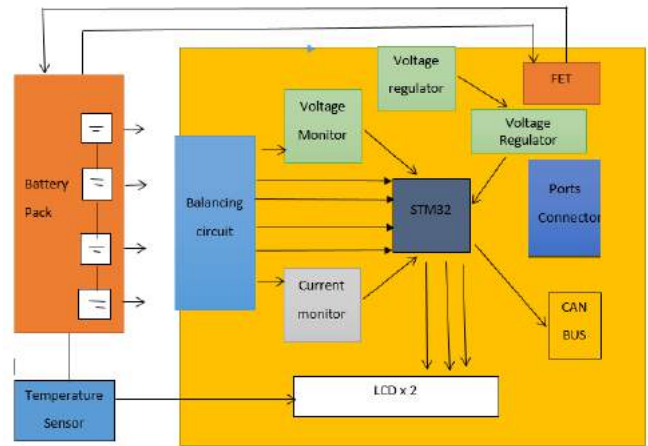 Voltage
regulator
FET
Voltage
Monitor
Voltage
Regulator
Battery
Pack
Balancing
circuit
STM32
Ports
Connector
Current
monitor
CAN
BUS
Temperature
Sensor
LCD x 2